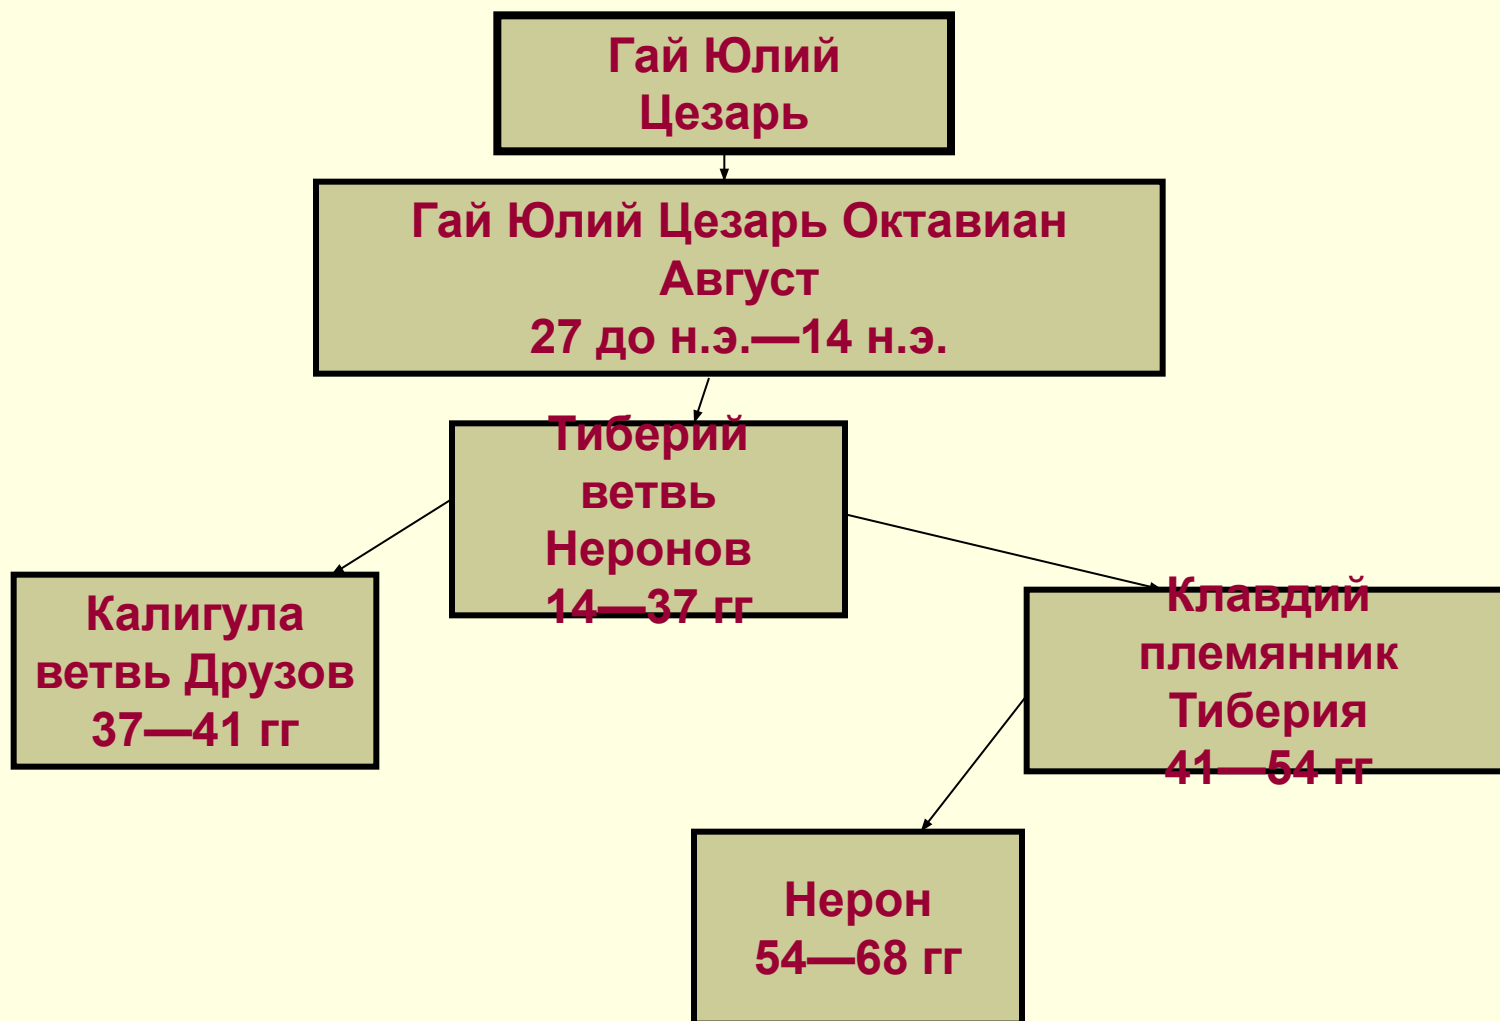 Гай Юлий
Цезарь
Гай Юлий Цезарь Октавиан
Август
27 до н.э.—14 н.э.
Тиберий
ветвь
Неронов
14—37 гг
Калигула
ветвь Друзов
37—41 гг
Клавдий
племянник
Тиберия
41—54 гг
Нерон
54—68 гг